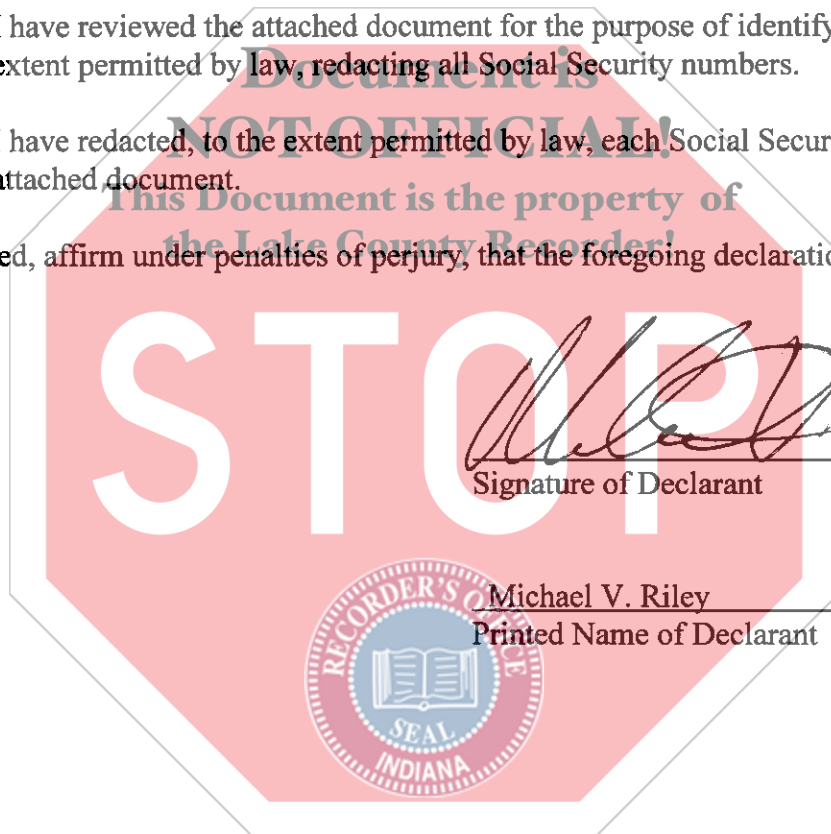 I have reviewed the attached document for the purpose of identify
extent permitted by law, redacting all Social Security numbers.
Document is
I have redacted, to the extent permitted by law, each Social Secur
NOT OFFICIAL!
attached document.
This Document is the property of
the Lake County Recorder!
ed, affirm under penalties of perjury, that the foregoing declaratio
STOP
Signature of Declarant
Michael V. Riley
Printed Name of Declarant
RECORDER'S OFFICE
SEAL
INDIANA